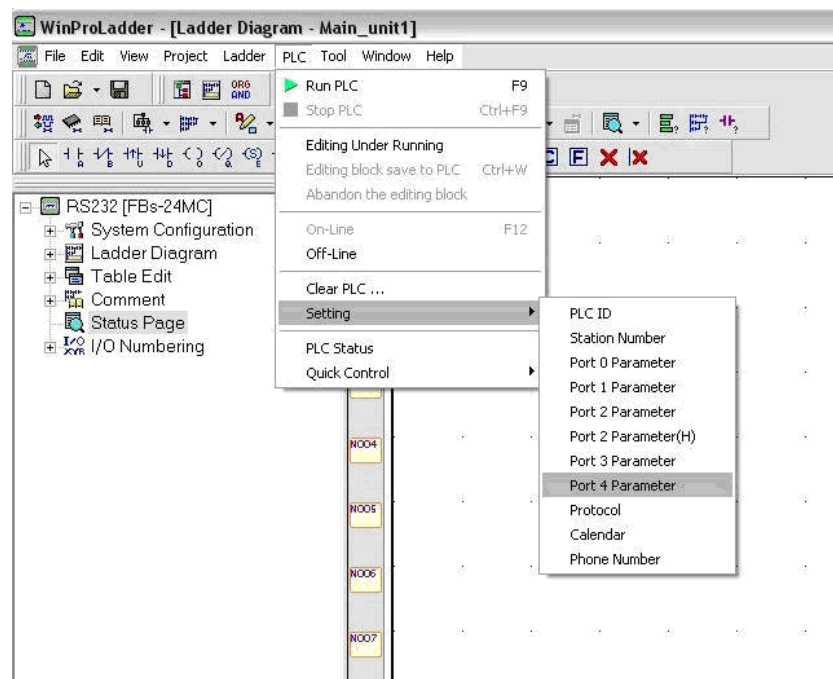 WinProLadder - [Ladder Diagram - Main_unit1]
File Edit View Project Ladder PLC Tool Window Help
ORG
AND
Run PLC F9
Stop PLC Ctrl+F9
Editing Under Running
Editing block save to PLC Ctrl+W
Abandon the editing block
On-Line F12
Off-Line
Clear PLC ...
Setting
PLC Status
Quick Control
PLC ID
Station Number
Port 0 Parameter
Port 1 Parameter
Port 2 Parameter
Port 2 Parameter(H)
Port 3 Parameter
Port 4 Parameter
Protocol
Calendar
Phone Number
RS232 [FBs-24MC]
System Configuration
Ladder Diagram
Table Edit
Comment
Status Page
I/O Numbering
N004
N005
N006
N007